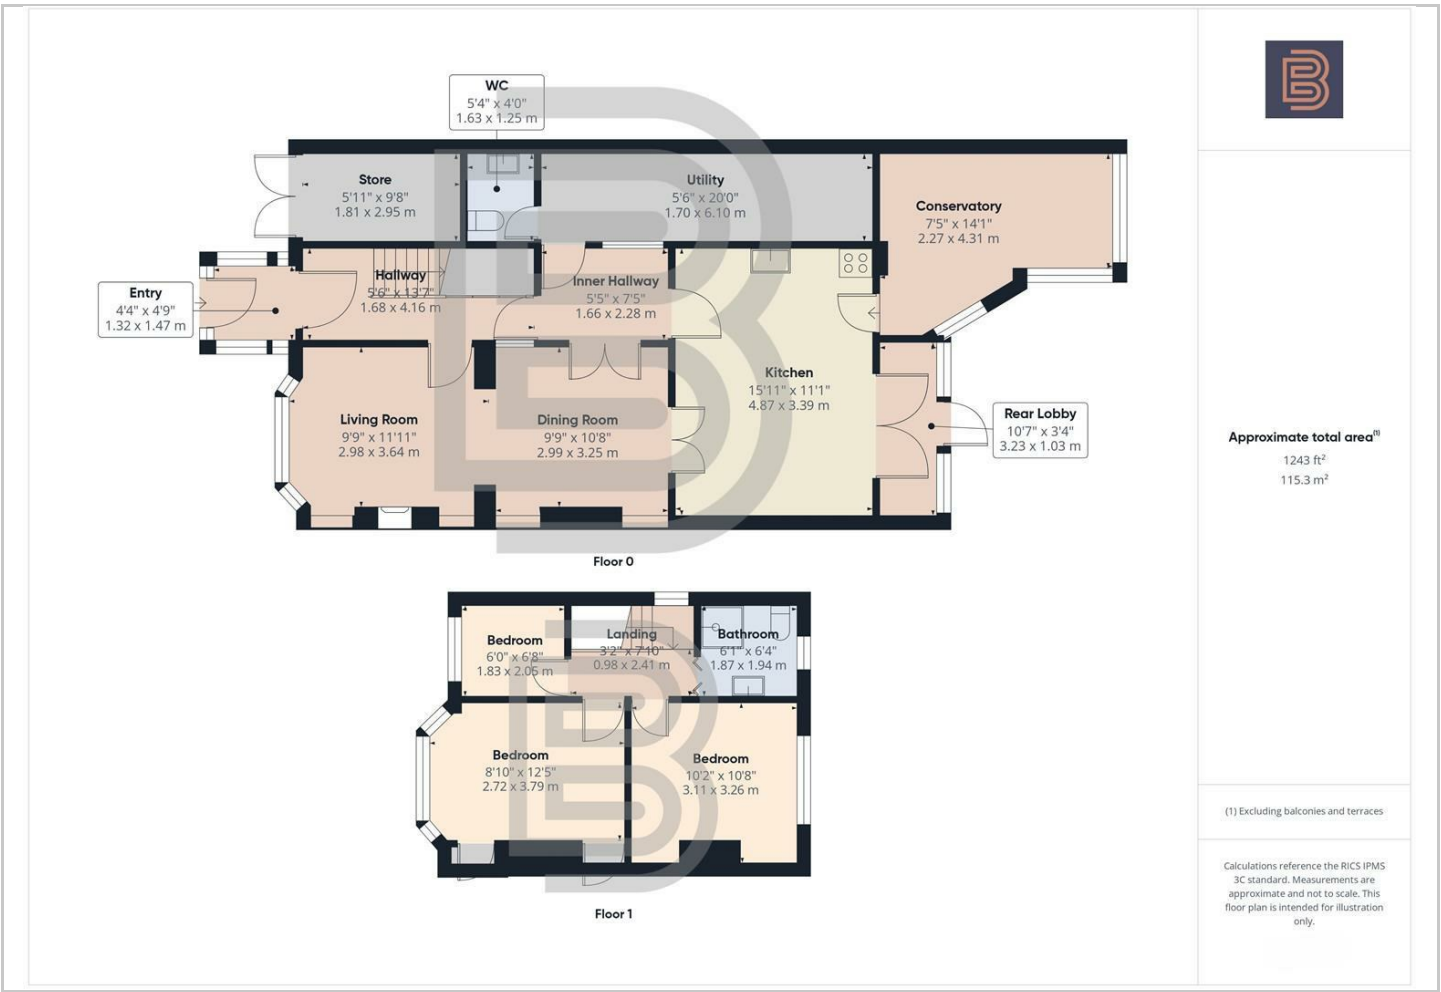 WC
5'4" x 4'0"
1.63 x 1.25 m
Store
5'11" x 9'8"
1.81 x 2.95 m
Utility
5'6" x 20'0"
1.70 x 6.10 m
Conservatory
7'5" x 14'1"
2.27 x 4.31 m
Entry
4'4" x 4'9"
1.32 x 1.47 m
Hallway
5'6" x 13'7"
1.68 x 4.16 m
Inner Hallway
5'5" x 7'5"
1.66 x 2.28 m
Kitchen
15'11" x 11'1"
4.87 x 3.39 m
Living Room
9'9" x 11'11"
2.98 x 3.64 m
Dining Room
9'9" x 10'8"
2.99 x 3.25 m
Rear Lobby
10'7" x 3'4"
3.23 x 1.03 m
Floor 0
Bedroom
6'0" x 6'8"
1.83 x 2.05 m
Landing
3'2" x 7'10"
0.98 x 2.41 m
Bathroom
6'1" x 6'4"
1.87 x 1.94 m
Bedroom
8'10" x 12'5"
2.72 x 3.79 m
Bedroom
10'2" x 10'8"
3.11 x 3.26 m
Floor 1
B
Approximate total area(1)
1243 ft²
115.3 m²
(1) Excluding balconies and terraces
Calculations reference the RICS IPMS
3C standard. Measurements are
approximate and not to scale. This
floor plan is intended for illustration
only.